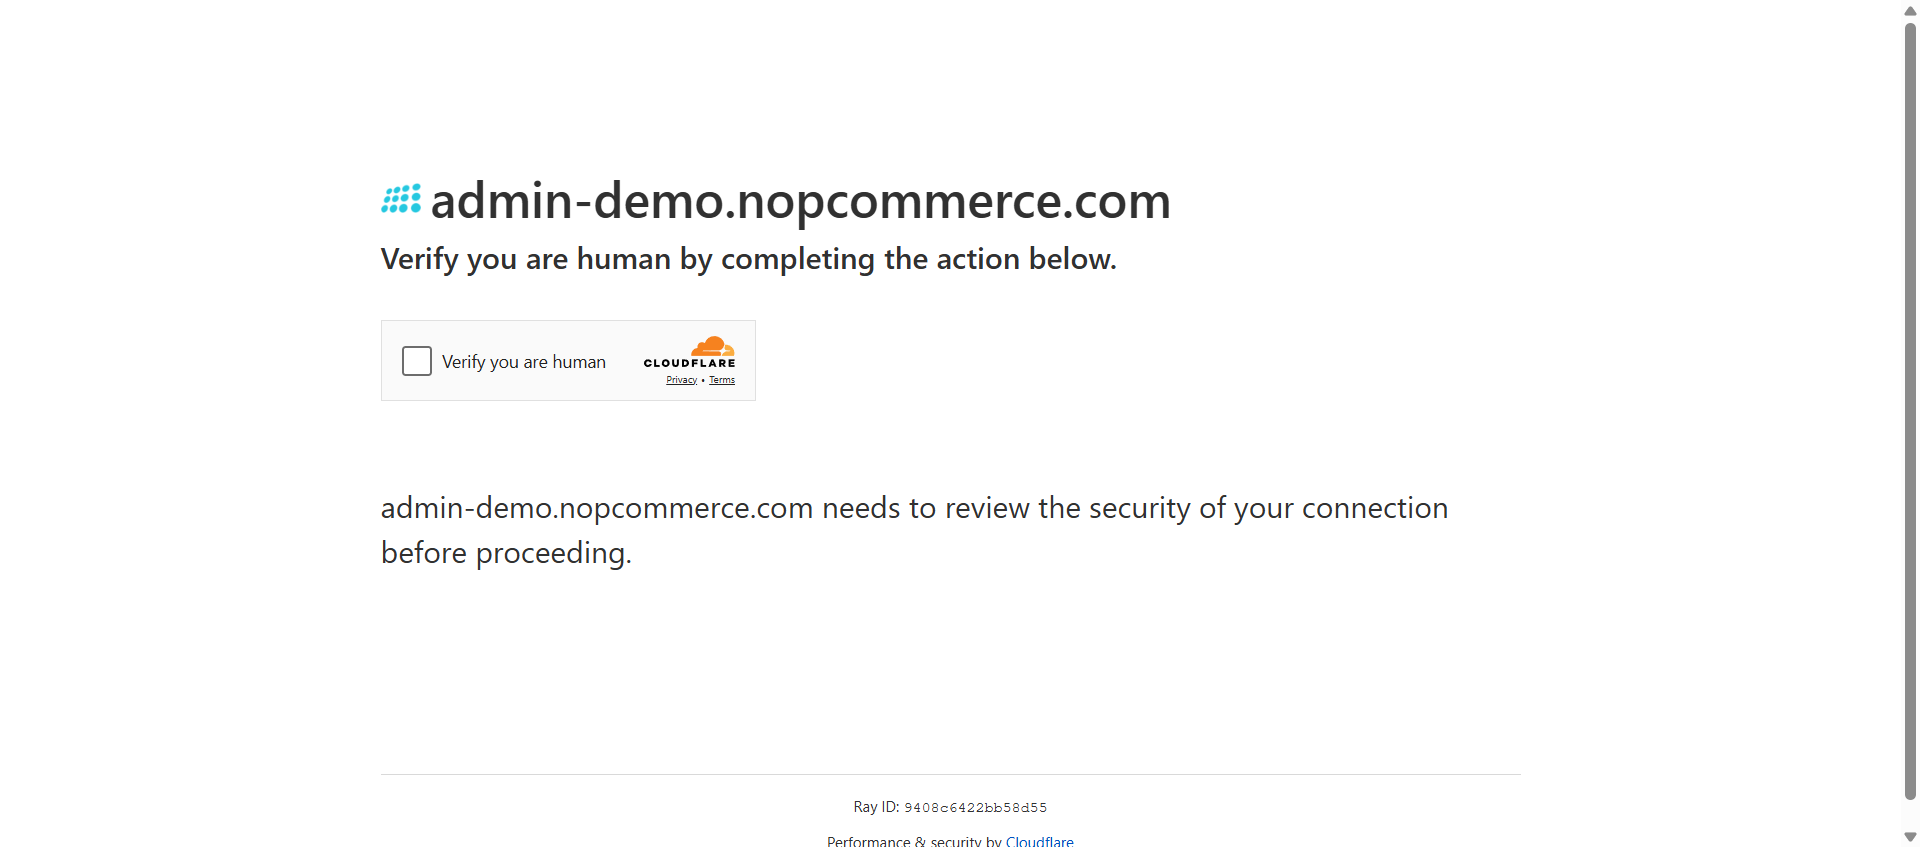 admin-demo.nopcommerce.com
Verify you are human by completing the action below.
Verify you are human
CLOUDFLARE
Privacy • Terms
admin-demo.nopcommerce.com needs to review the security of your connection
before proceeding.
Ray ID: 9408c6422bb58d55
Performance & security by Cloudflare